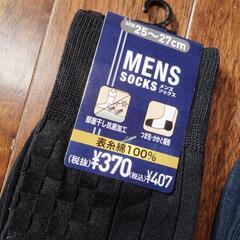 SIZE 25～27cm
MENS
SOCKS メンズソックス
部屋干し抗菌加工
つま先・かかと補強
表糸綿100%
(税抜)¥370(税込)¥407